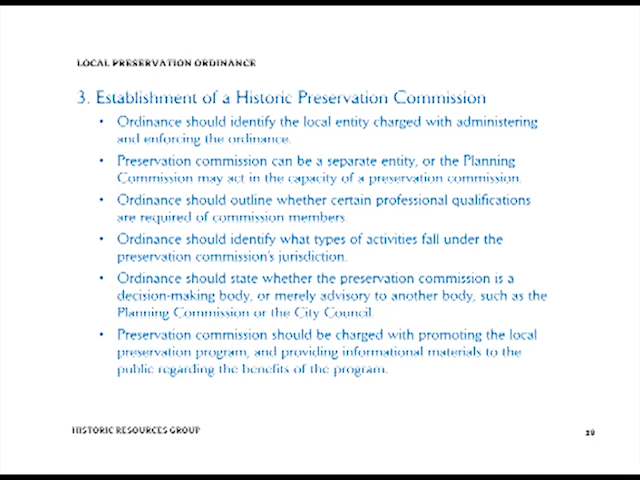 LOCAL PRESERVATION ORDINANCE
3. Establishment of a Historic Preservation Commission
• Ordinance should identify the local entity charged with administering
and enforcing the ordinance.
• Preservation commission can be a separate entity, or the Planning
Commission may act in the capacity of a preservation commission.
• Ordinance should outline whether certain professional qualifications
are required of commission members.
• Ordinance should identify what types of activities fall under the
preservation commission's jurisdiction.
• Ordinance should state whether the preservation commission is a
decision-making body, or merely advisory to another body, such as the
Planning Commission or the City Council.
• Preservation commission should be charged with promoting the local
preservation program, and providing informational materials to the
public regarding the benefits of the program.
HISTORIC RESOURCES GROUP